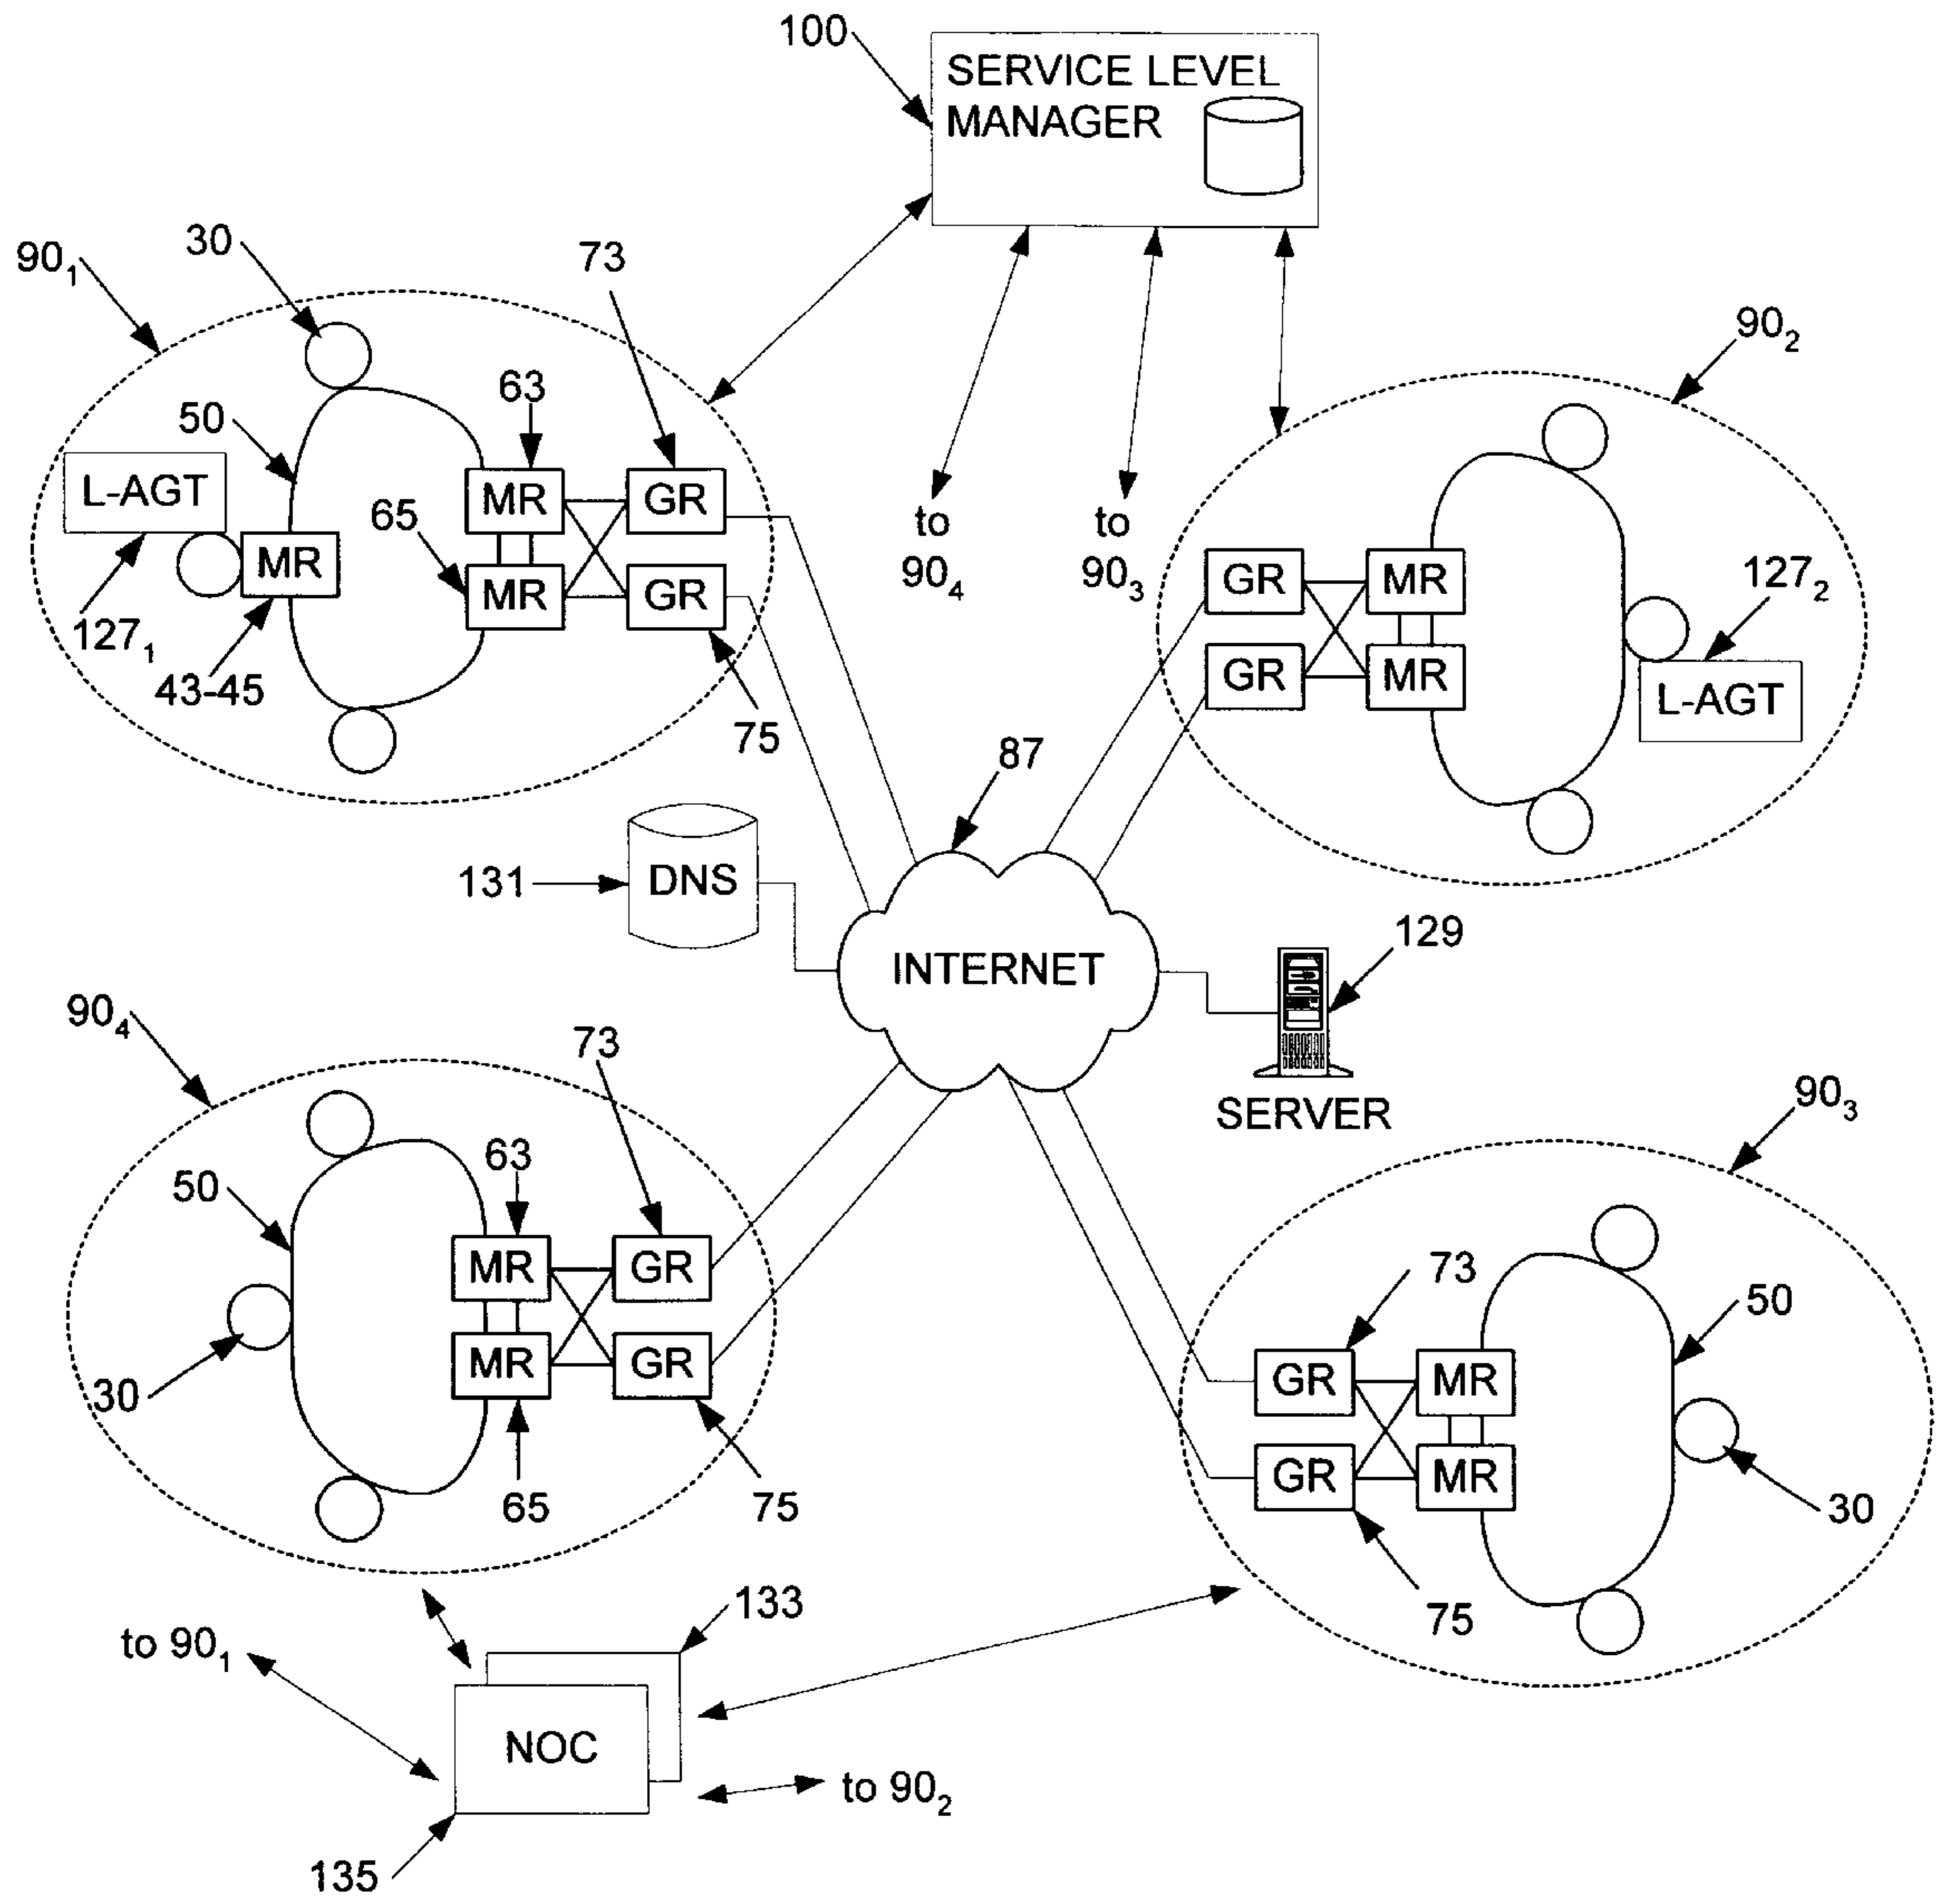 100
SERVICE LEVEL
MANAGER
90₁
30
73
63
50
L-AGT
65
MR
GR
MR
MR
GR
127₁
43-45
75
to
90₄
to
90₃
90₂
GR
MR
127₂
GR
MR
L-AGT
87
131
DNS
INTERNET
129
SERVER
90₄
73
63
50
MR
GR
MR
GR
30
65
75
90₃
73
50
GR
MR
GR
MR
30
75
133
to 90₁
NOC
to 90₂
135